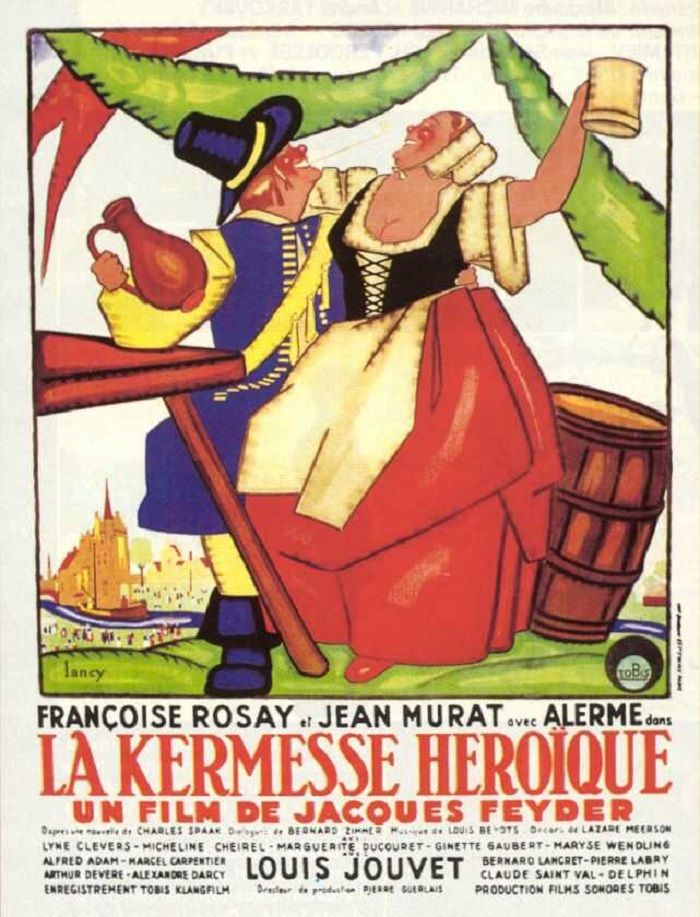 lancy
TOBIS
FRANÇOISE ROSAY et JEAN MURAT avec ALERME dans
LA KERMESSE HEROÏQUE
UN FILM DE JACQUES FEYDER
D'après une nouvelle de CHARLES SPAAK Dialogues de BERNARD ZIMMER Musique de LOUIS BEYDTS Décors de LAZARE MEERSON
LYNE CLEVERS - MICHELINE CHEIREL - MARGUERITE DUCOURET - GINETTE GAUBERT - MARYSE WENDLING
ALFRED ADAM - MARCEL CARPENTIER
ARTHUR DEVERE - ALEXANDRE DARCY
ENREGISTREMENT TOBIS KLANGFILM
LOUIS JOUVET
Directeur de production PIERRE GUERLAIS
BERNARD LANCRET - PIERRE LABRY
CLAUDE SAINT VAL - DELPHIN
PRODUCTION FILMS SONORES TOBIS